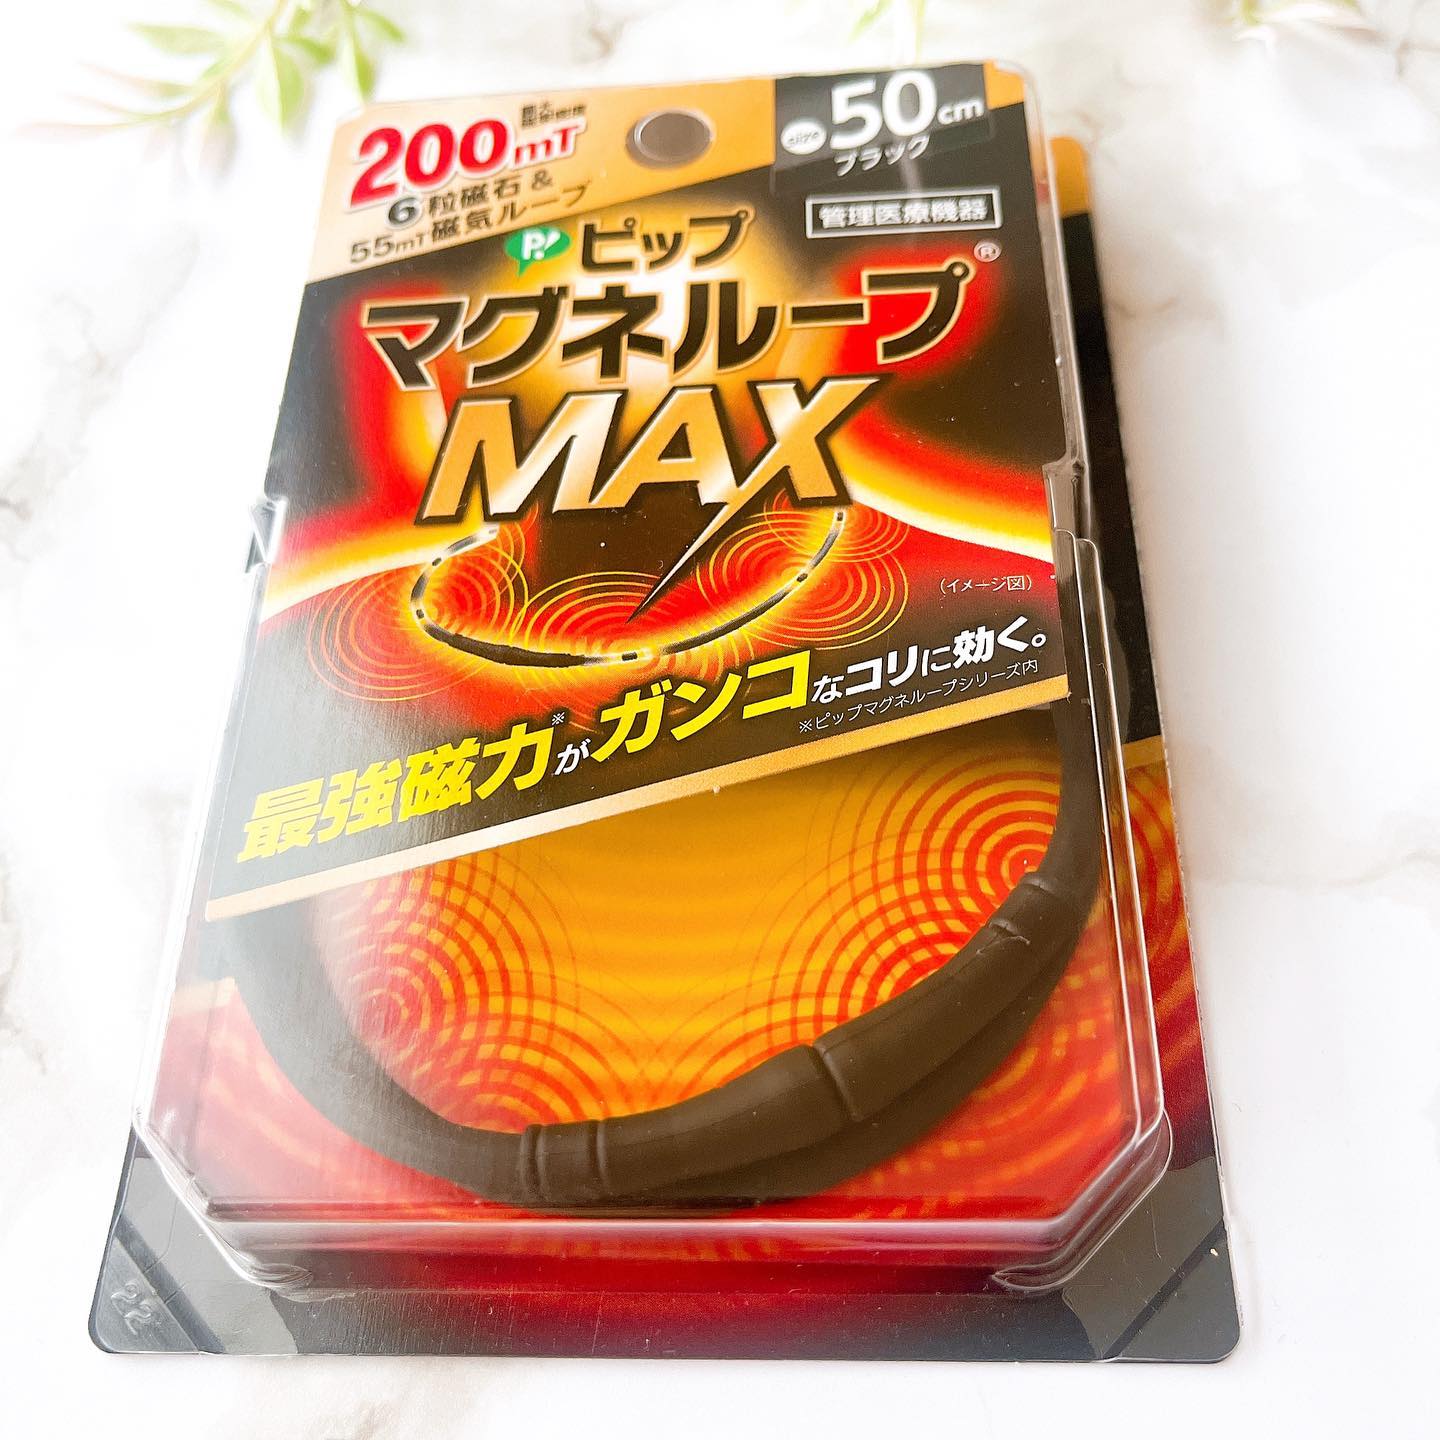 最大
磁束密度
200mT
6粒磁石&
55mT磁気ループ
size 50cm
ブラック
管理医療機器
P! ピップ
マグネループ®
MAX
(イメージ図)
最強磁力※がガンコなコリに効く。
※ピップマグネループシリーズ内
22